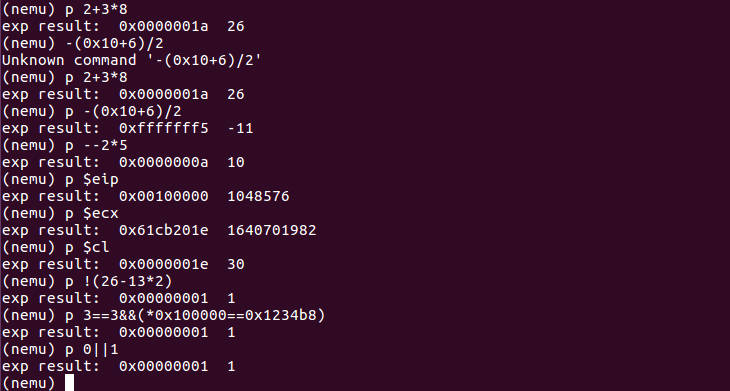 (nemu) p 2+3*8
exp result:  0x0000001a  26
(nemu) -(0x10+6)/2
Unknown command '-(0x10+6)/2'
(nemu) p 2+3*8
exp result:  0x0000001a  26
(nemu) p -(0x10+6)/2
exp result:  0xfffffff5  -11
(nemu) p --2*5
exp result:  0x0000000a  10
(nemu) p $eip
exp result:  0x00100000  1048576
(nemu) p $ecx
exp result:  0x61cb201e  1640701982
(nemu) p $cl
exp result:  0x0000001e  30
(nemu) p !(26-13*2)
exp result:  0x00000001  1
(nemu) p 3==3&&(*0x100000==0x1234b8)
exp result:  0x00000001  1
(nemu) p 0||1
exp result:  0x00000001  1
(nemu)